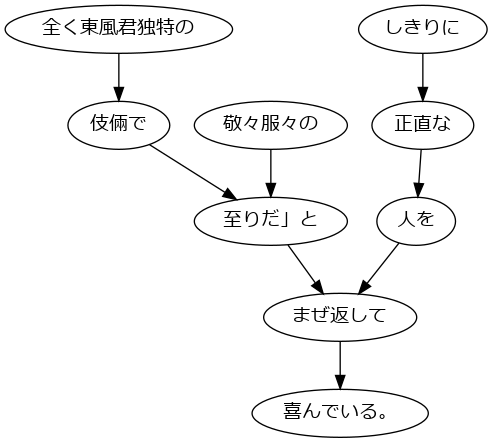 全く東風君独特の
しきりに
伎倆で
敬々服々の
正直な
至りだ」と
人を
まぜ返して
喜んでいる。